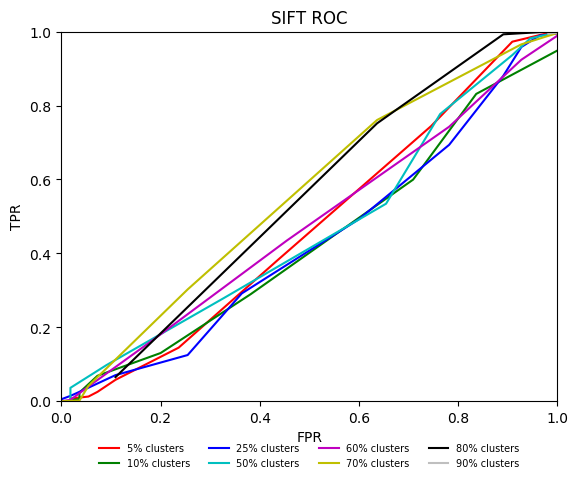 SIFT ROC
TPR
1.0
0.8
0.6
0.4
0.2
0.0
0.0 0.2 0.4 0.6 0.8 1.0
FPR
5% clusters 25% clusters 60% clusters 80% clusters
10% clusters 50% clusters 70% clusters 90% clusters